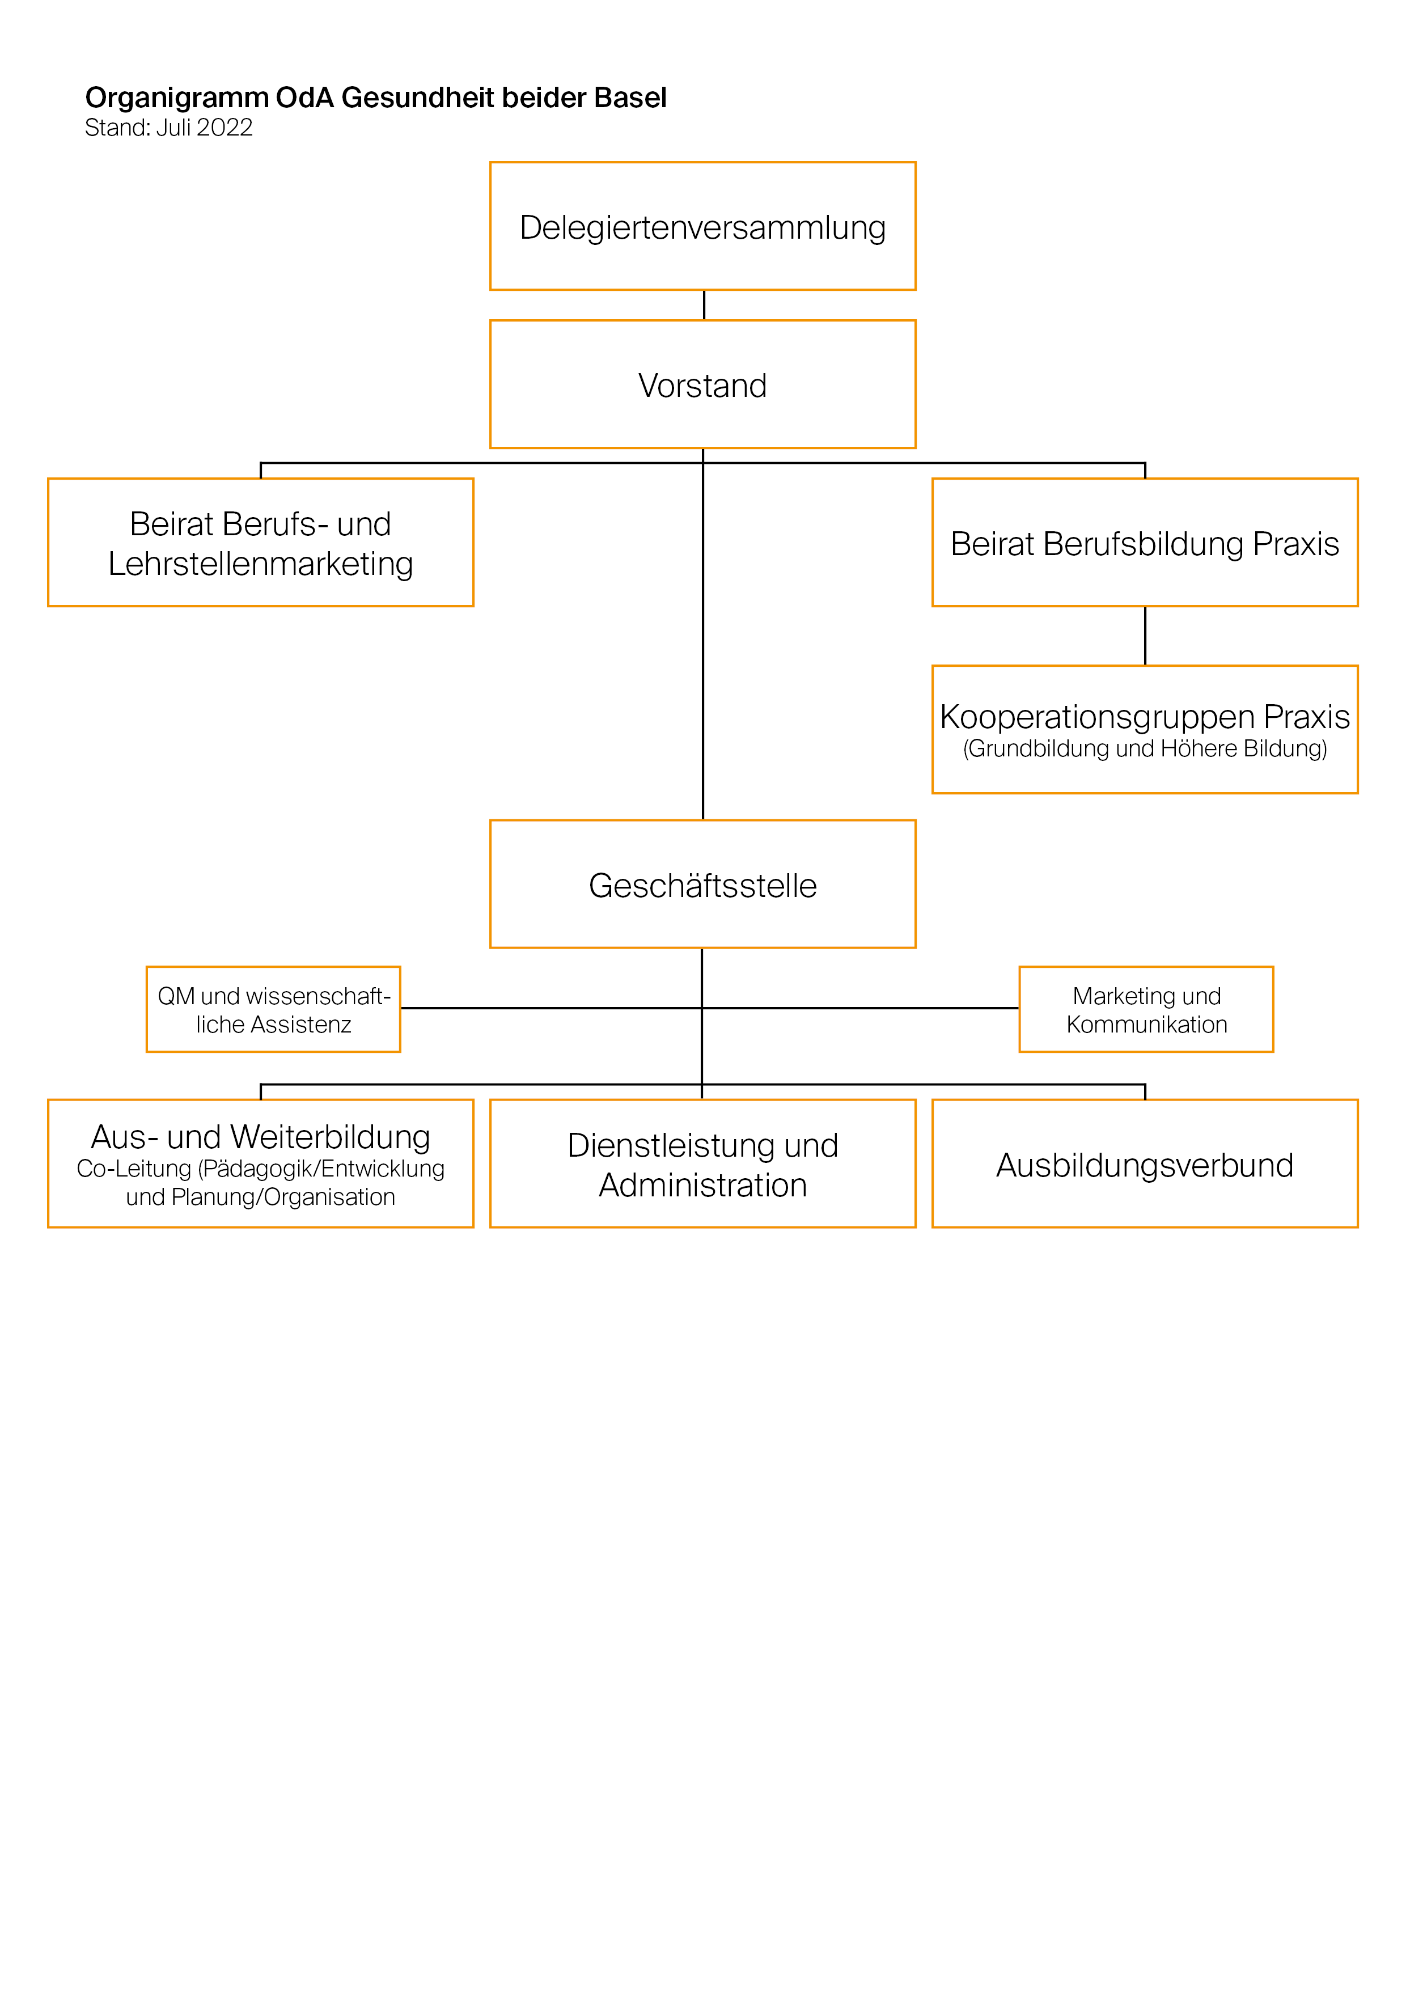 Organigramm OdA Gesundheit beider Basel
Stand: Juli 2022
Delegiertenversammlung
Vorstand
Beirat Berufs- und
Lehrstellenmarketing
Beirat Berufsbildung Praxis
Kooperationsgruppen Praxis
(Grundbildung und Höhere Bildung)
Geschäftsstelle
QM und wissenschaft-
liche Assistenz
Marketing und
Kommunikation
Aus- und Weiterbildung
Co-Leitung (Pädagogik/Entwicklung
und Planung/Organisation
Dienstleistung und
Administration
Ausbildungsverbund